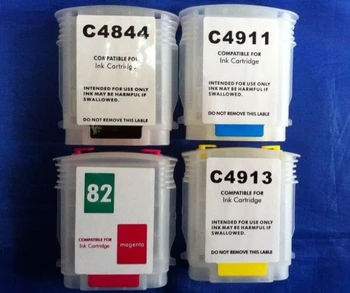 C4844
COMPATIBLE FOR
Ink Cartridge
INTENDED FOR USE ONLY
INK MAY BE HARMFUL IF
SWALLOWED.
DO NOT REMOVE THIS LABLE
C4911
COMPATIBLE FOR
Ink Cartridge
INTENDED FOR USE ONLY
INK MAY BE HARMFUL IF
SWALLOWED.
DO NOT REMOVE THIS LABLE
82
COMPATIBLE FOR
Ink Cartridge
magenta
C4913
COMPATIBLE FOR
Ink Cartridge
INTENDED FOR USE ONLY
INK MAY BE HARMFUL IF
SWALLOWED.
DO NOT REMOVE THIS LABLE